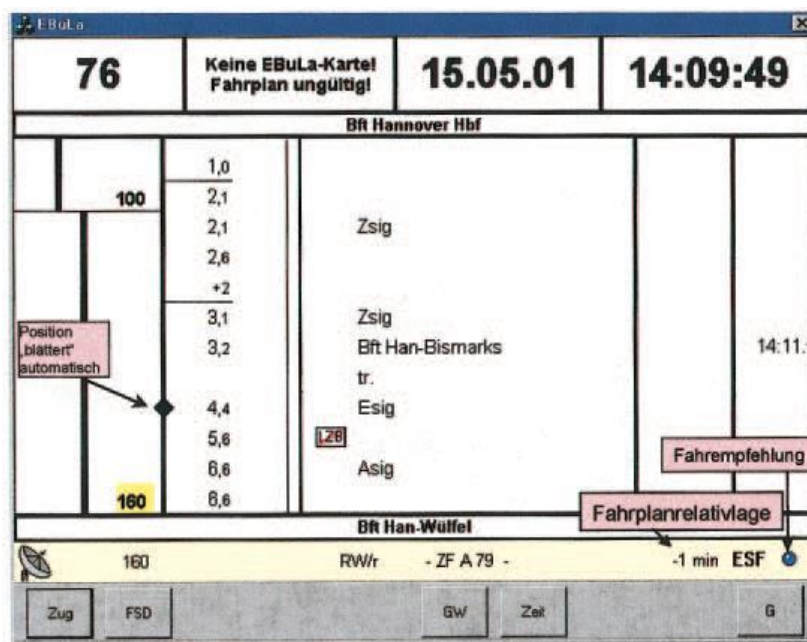 EBuLa
76
Keine EBuLa-Karte!
Fahrplan ungültig!
15.05.01
14:09:49
Bft Hannover Hbf
1,0
100
2,1
2,1 Zsig
2,6
+2
3,1 Zsig
Position
„blättert"
automatisch
3,2 Bft Han-Bismarks 14:11.
tr.
4,4 Esig
5,6 LZB
Fahrempfehlung
6,6 Asig
160 6,6
Fahrplanrelativlage
Bft Han-Wülfel
160 RW/r - ZF A 79 - -1 min ESF
Zug FSD GW Zeit G